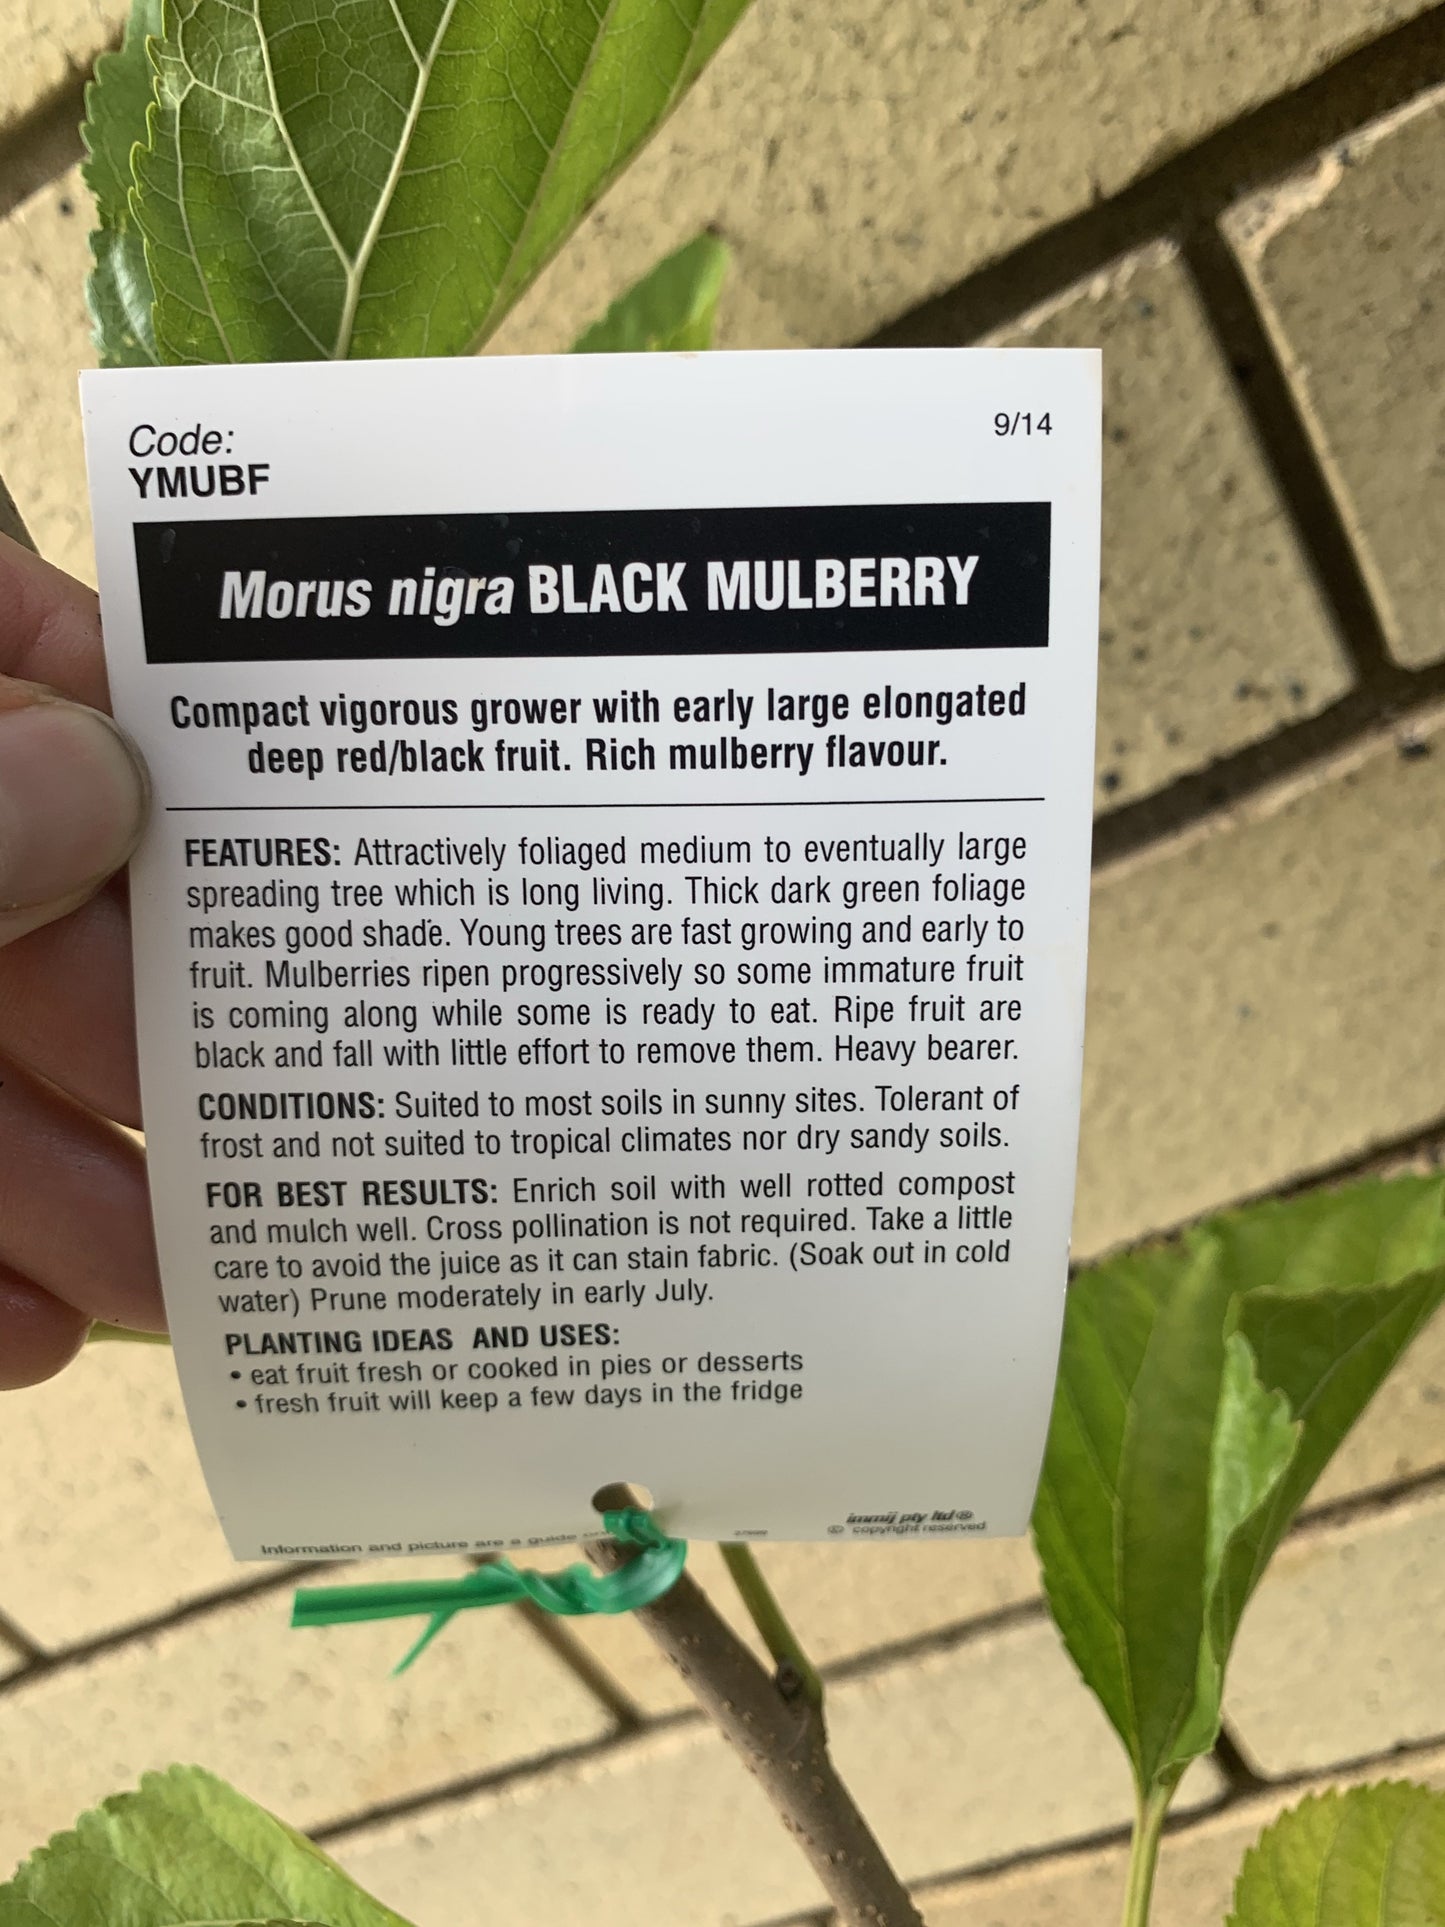 Code:
9/14
YMUBF
Morus nigra BLACK MULBERRY
Compact vigorous grower with early large elongated
deep red/black fruit. Rich mulberry flavour.
FEATURES: Attractively foliaged medium to eventually large
spreading tree which is long living. Thick dark green foliage
makes good shade. Young trees are fast growing and early to
fruit. Mulberries ripen progressively so some immature fruit
is coming along while some is ready to eat. Ripe fruit are
black and fall with little effort to remove them. Heavy bearer.
CONDITIONS: Suited to most soils in sunny sites. Tolerant of
frost and not suited to tropical climates nor dry sandy soils.
FOR BEST RESULTS: Enrich soil with well rotted compost
and mulch well. Cross pollination is not required. Take a little
care to avoid the juice as it can stain fabric. (Soak out in cold
water) Prune moderately in early July.
PLANTING IDEAS AND USES:
• eat fruit fresh or cooked in pies or desserts
• fresh fruit will keep a few days in the fridge
immij pty ltd®
© copyright reserved
Information and picture are a guide